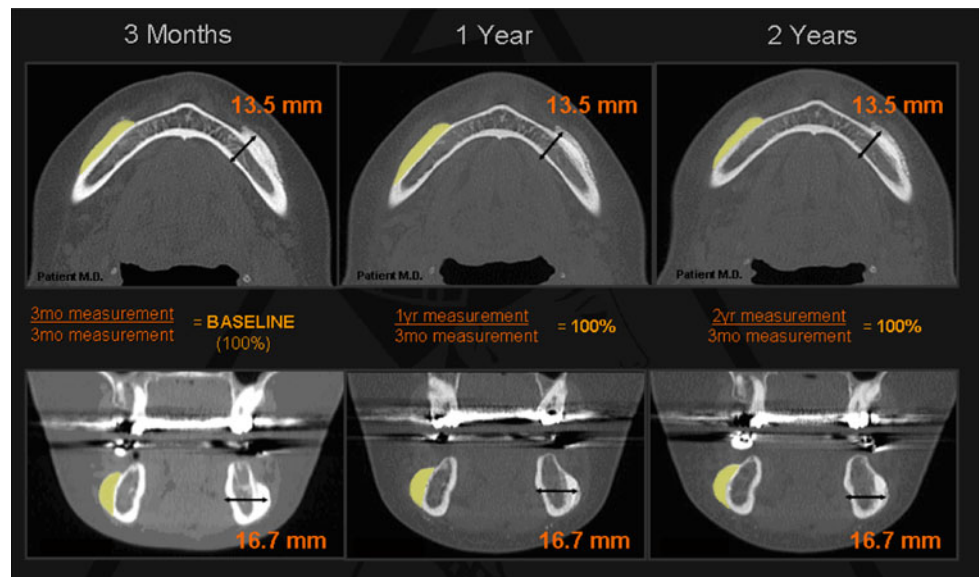 3 Months
1 Year
2 Years
13.5 mm
13.5 mm
13.5 mm
Patient M.D.
Patient M.D.
Patient M.D.
3mo measurement
3mo measurement
= BASELINE
(100%)
1yr measurement
3mo measurement
= 100%
2yr measurement
3mo measurement
= 100%
16.7 mm
16.7 mm
16.7 mm